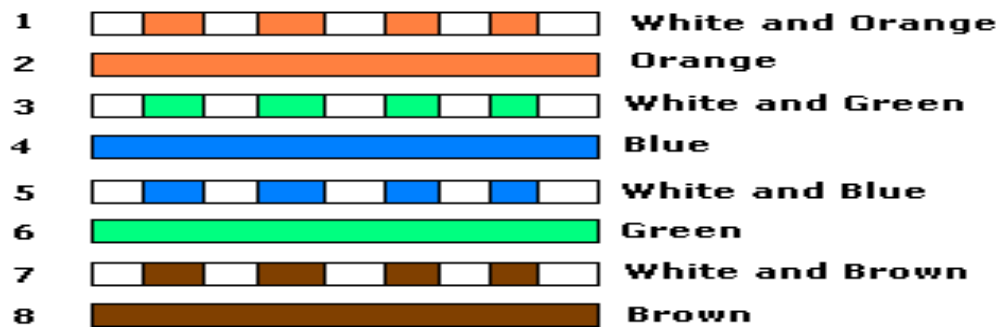 1 White and Orange
2 Orange
3 White and Green
4 Blue
5 White and Blue
6 Green
7 White and Brown
8 Brown